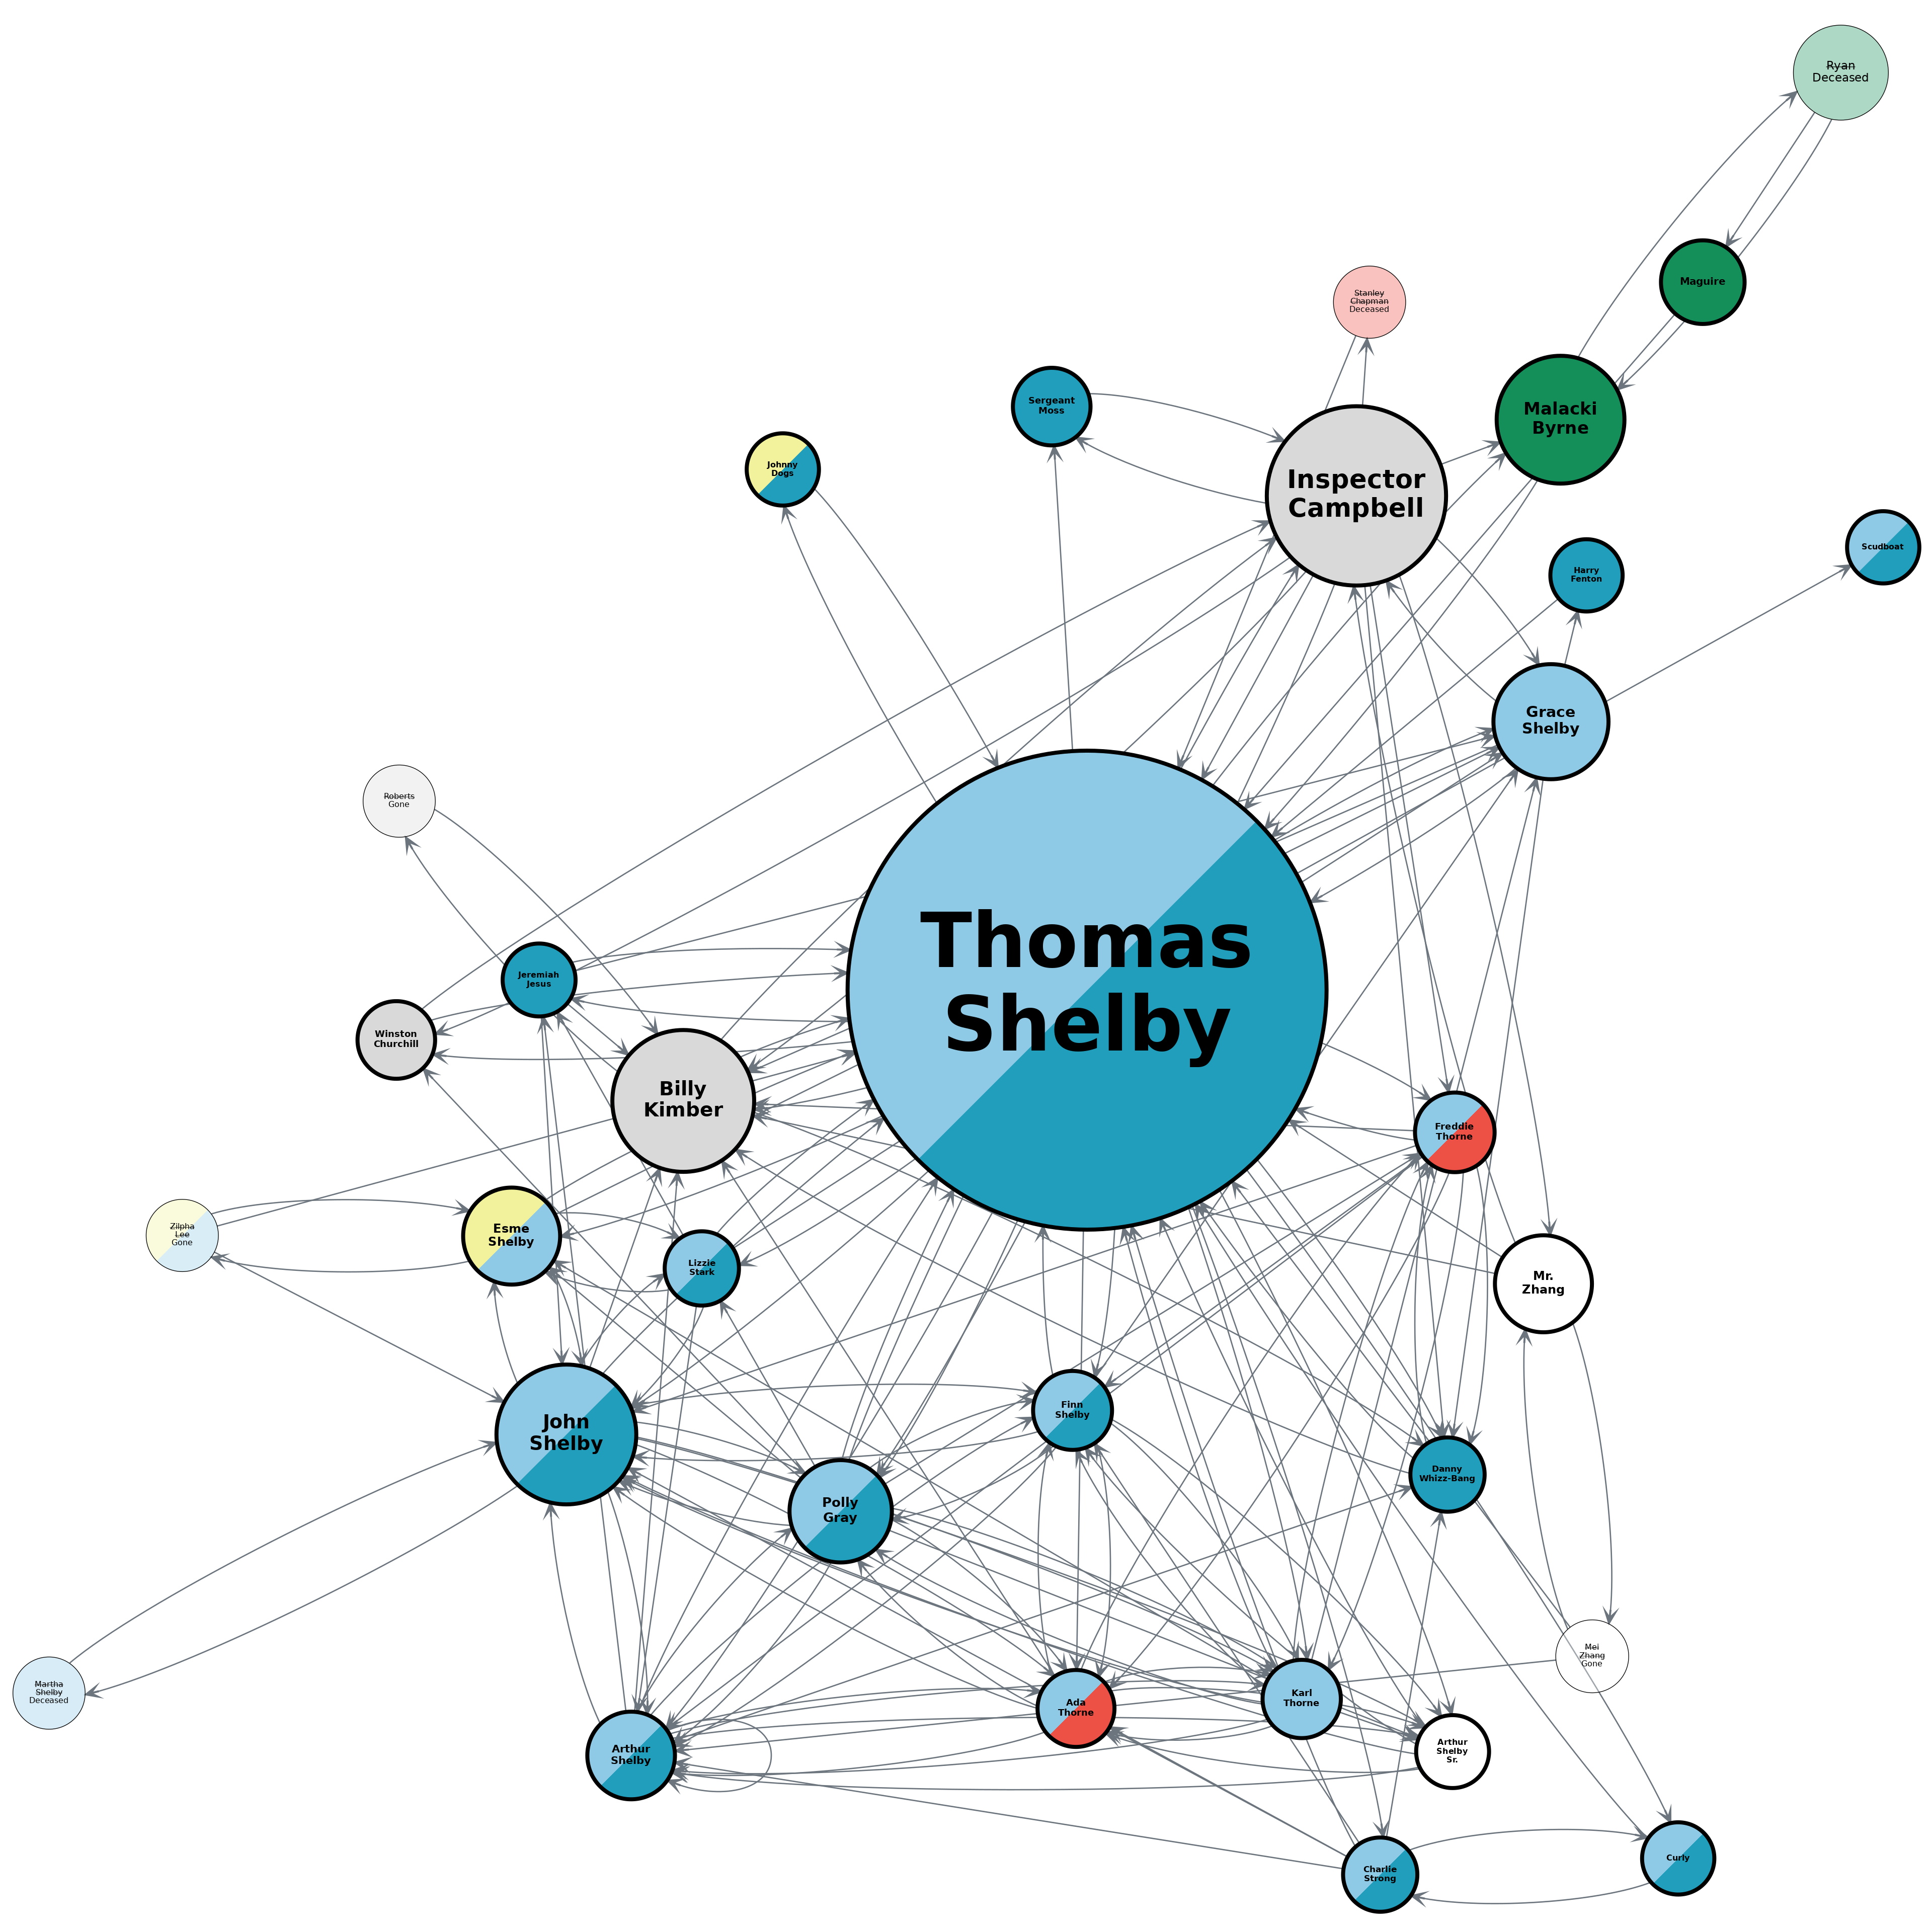 Ryan
Deceased
Maguire
Stanley
Chapman
Deceased
Sergeant
Moss
Malacki
Byrne
Johnny
Dogs
Inspector
Campbell
Scudboat
Harry
Fenton
Grace
Shelby
Roberts
Gone
Thomas
Shelby
Jeremiah
Jesus
Winston
Churchill
Billy
Kimber
Freddie
Thorne
Zilpha
Lee
Gone
Esme
Shelby
Lizzie
Stark
Mr.
Zhang
John
Shelby
Finn
Shelby
Danny
Whizz-Bang
Polly
Gray
Mei
Zhang
Gone
Martha
Shelby
Deceased
Ada
Thorne
Karl
Thorne
Arthur
Shelby
Arthur
Shelby
Sr.
Charlie
Strong
Curly